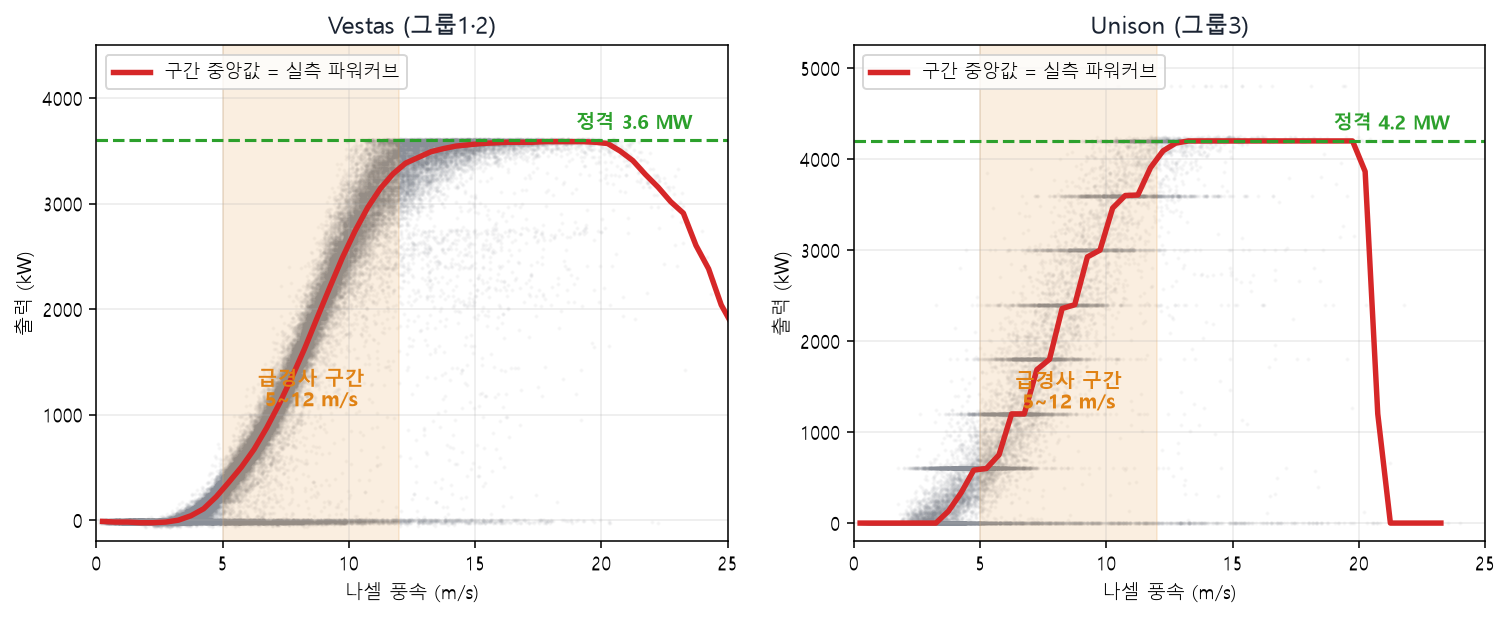 Vestas (그룹1·2)
구간 중앙값 = 실측 파워커브
정격 3.6 MW
급경사 구간
5~12 m/s
출력 (kW)
4000
3000
2000
1000
0
0 5 10 15 20 25
나셀 풍속 (m/s)
Unison (그룹3)
구간 중앙값 = 실측 파워커브
정격 4.2 MW
급경사 구간
5~12 m/s
출력 (kW)
5000
4000
3000
2000
1000
0
0 5 10 15 20 25
나셀 풍속 (m/s)